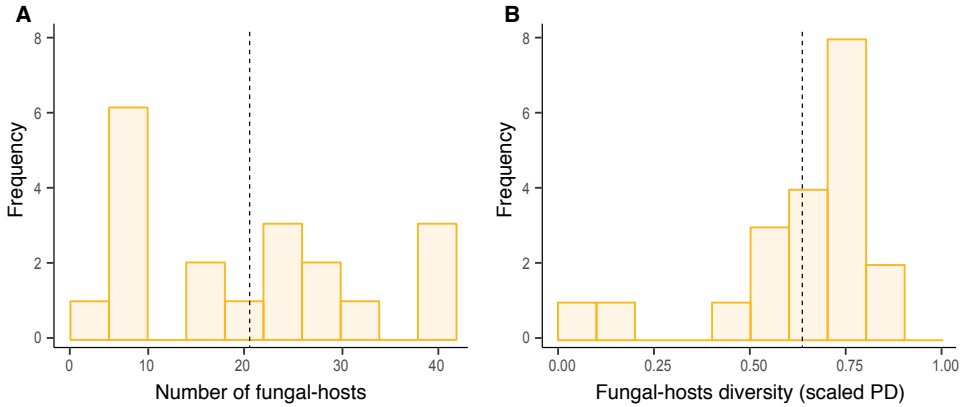 A
8
6
4
2
0
Frequency
0 10 20 30 40
Number of fungal-hosts
B
8
6
4
2
0
Frequency
0.00 0.25 0.50 0.75 1.00
Fungal-hosts diversity (scaled PD)